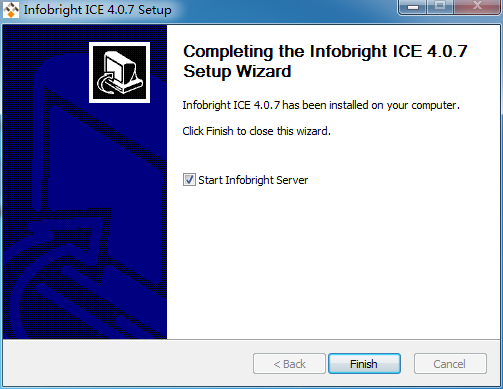 Infobright ICE 4.0.7 Setup
Completing the Infobright ICE 4.0.7
Setup Wizard
Infobright ICE 4.0.7 has been installed on your computer.
Click Finish to close this wizard.
Start Infobright Server
< Back
Finish
Cancel